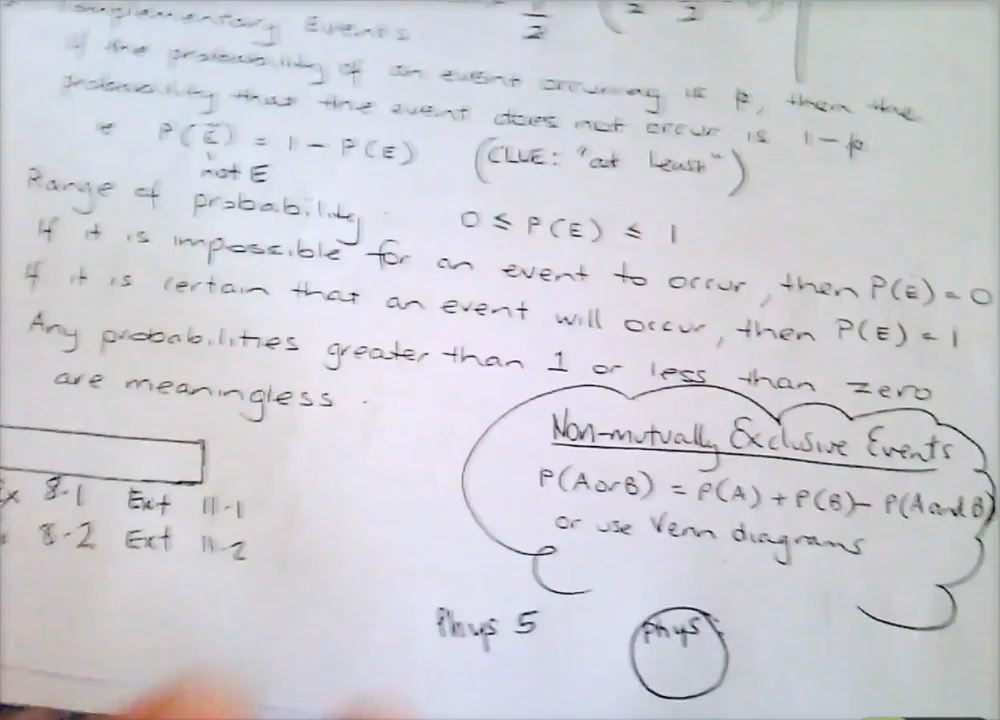 Complementary Events
If the probability of an event occurring is p, then the
probability that the event does not occur is 1-p
P(Ē) = 1 - P(E) (CLUE: "at least")
not E
Range of probability 0 ≤ P(E) ≤ 1
If it is impossible for an event to occur, then P(E) = 0
If it is certain that an event will occur, then P(E) = 1
Any probabilities greater than 1 or less than zero
are meaningless.
Non-mutually Exclusive Events
P(A or B) = P(A) + P(B) - P(A and B)
or use Venn diagrams
8-1 Ext 11-1
8-2 Ext 11-2
Phys 5
phys